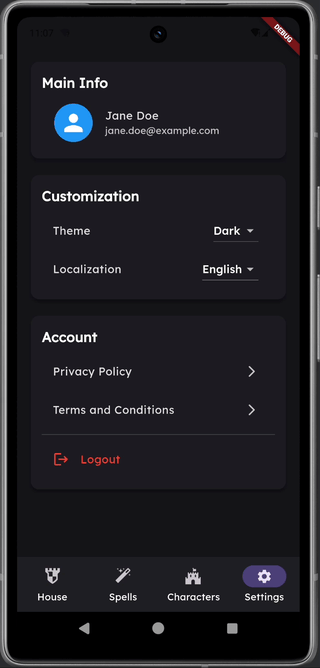 11:07
DEBUG
Main Info
Jane Doe
jane.doe@example.com
Customization
Theme Dark
Localization English
Account
Privacy Policy
Terms and Conditions
Logout
House Spells Characters Settings